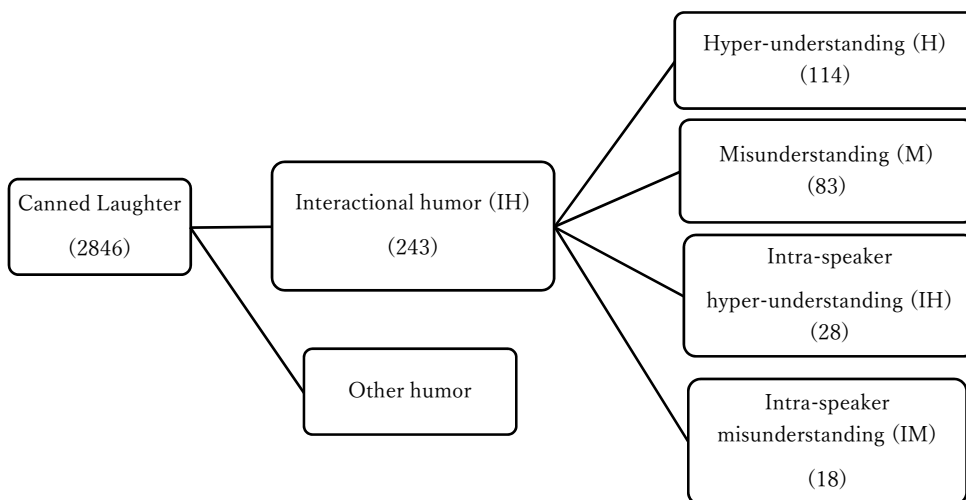 Canned Laughter
(2846)
Interactional humor (IH)
(243)
Other humor
Hyper-understanding (H)
(114)
Misunderstanding (M)
(83)
Intra-speaker
hyper-understanding (IH)
(28)
Intra-speaker
misunderstanding (IM)
(18)